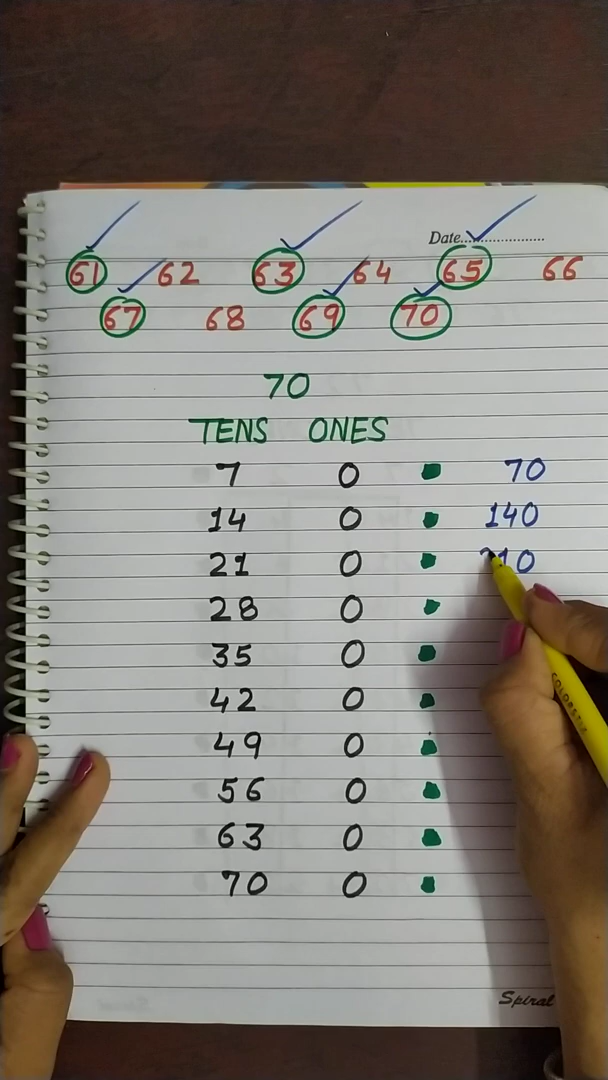 Date....................
61 62 63 64 65 66
67 68 69 70
70
TENS ONES
7 0 70
14 0 140
21 0 210
28 0
35 0
42 0
49 0
56 0
63 0
70 0
Spiral